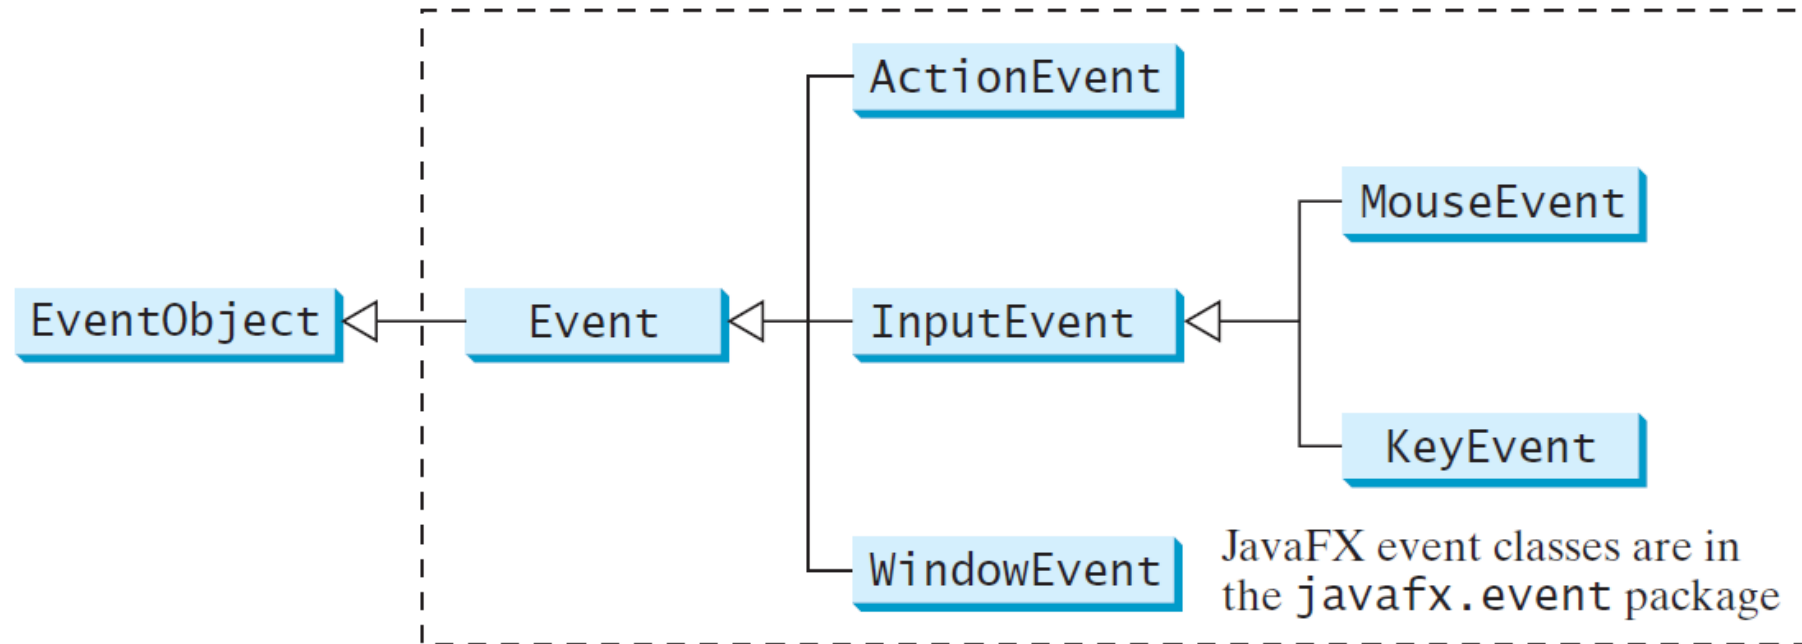 ActionEvent
MouseEvent
EventObject
Event
InputEvent
KeyEvent
WindowEvent
JavaFX event classes are in
the javafx.event package